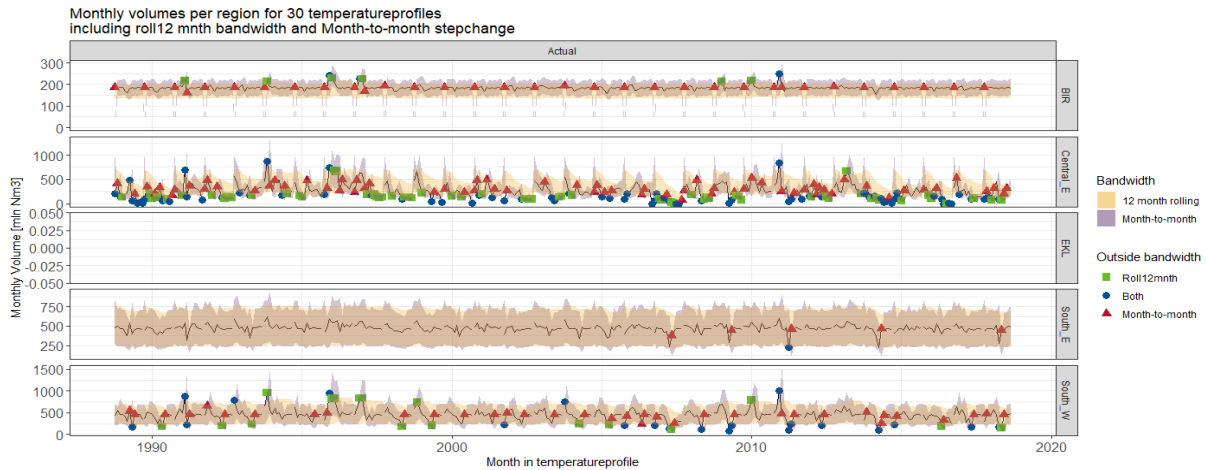 Monthly volumes per region for 30 temperatureprofiles
including roll12 mnth bandwidth and Month-to-month stepchange
Actual
Monthly Volume [mln Nm3]
300
200
100
0
BIR
1000
500
0
Central_E
0.050
0.025
0.000
-0.025
-0.050
EKL
750
500
250
South_E
1500
1000
500
0
South_W
1990
2000
2010
2020
Month in temperatureprofile
Bandwidth
12 month rolling
Month-to-month
Outside bandwidth
Roll12mnth
Both
Month-to-month